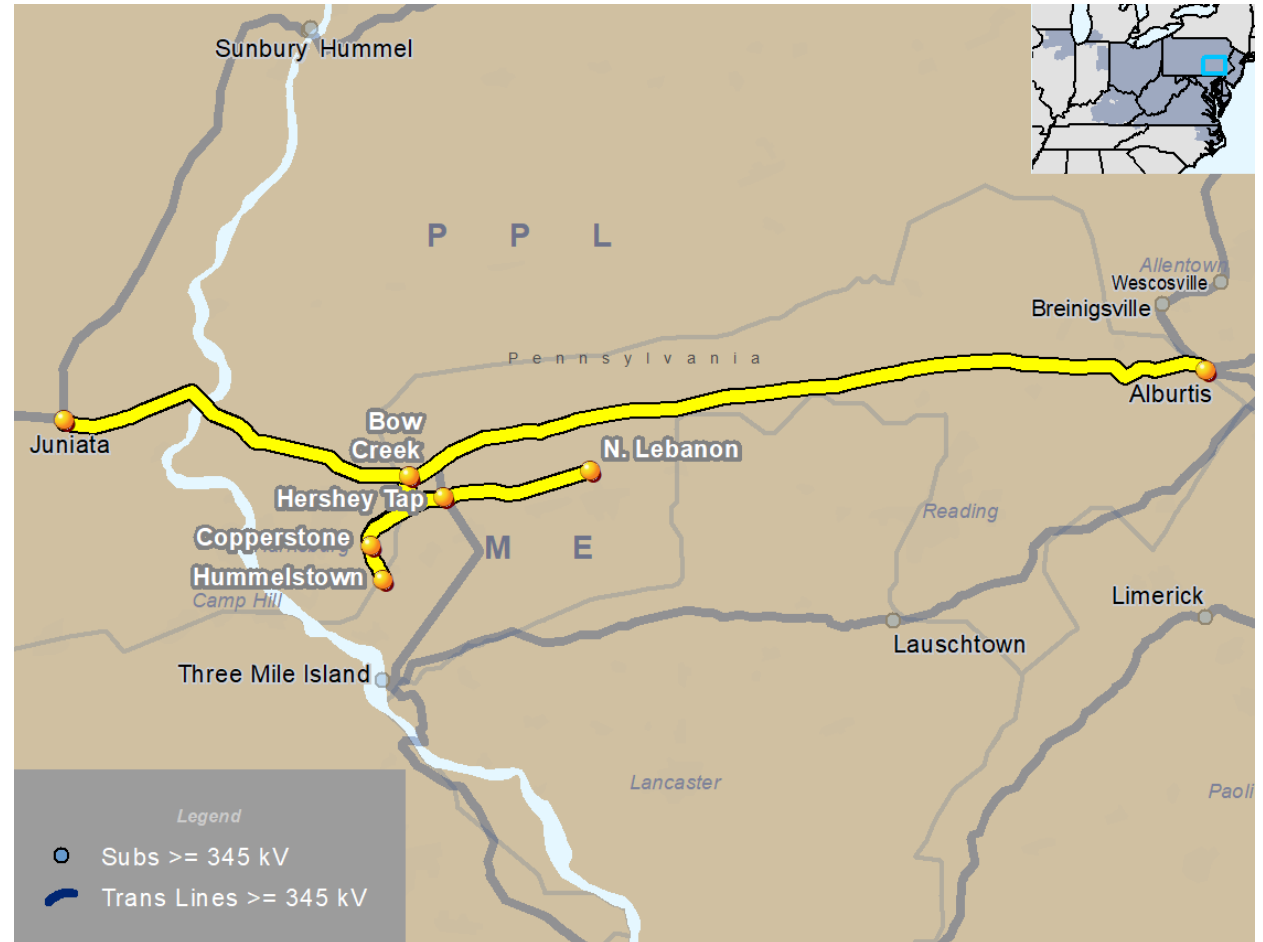 Sunbury Hummel
P P L
Allentown
Wescosville
Breinigsville
Pennsylvania
Alburtis
Juniata
Bow
Creek
N. Lebanon
Hershey Tap
Reading
Copperstone
M E
Hummelstown
Camp Hill
Limerick
Lauschtown
Three Mile Island
Lancaster
Paoli
Legend
Subs >= 345 kV
Trans Lines >= 345 kV